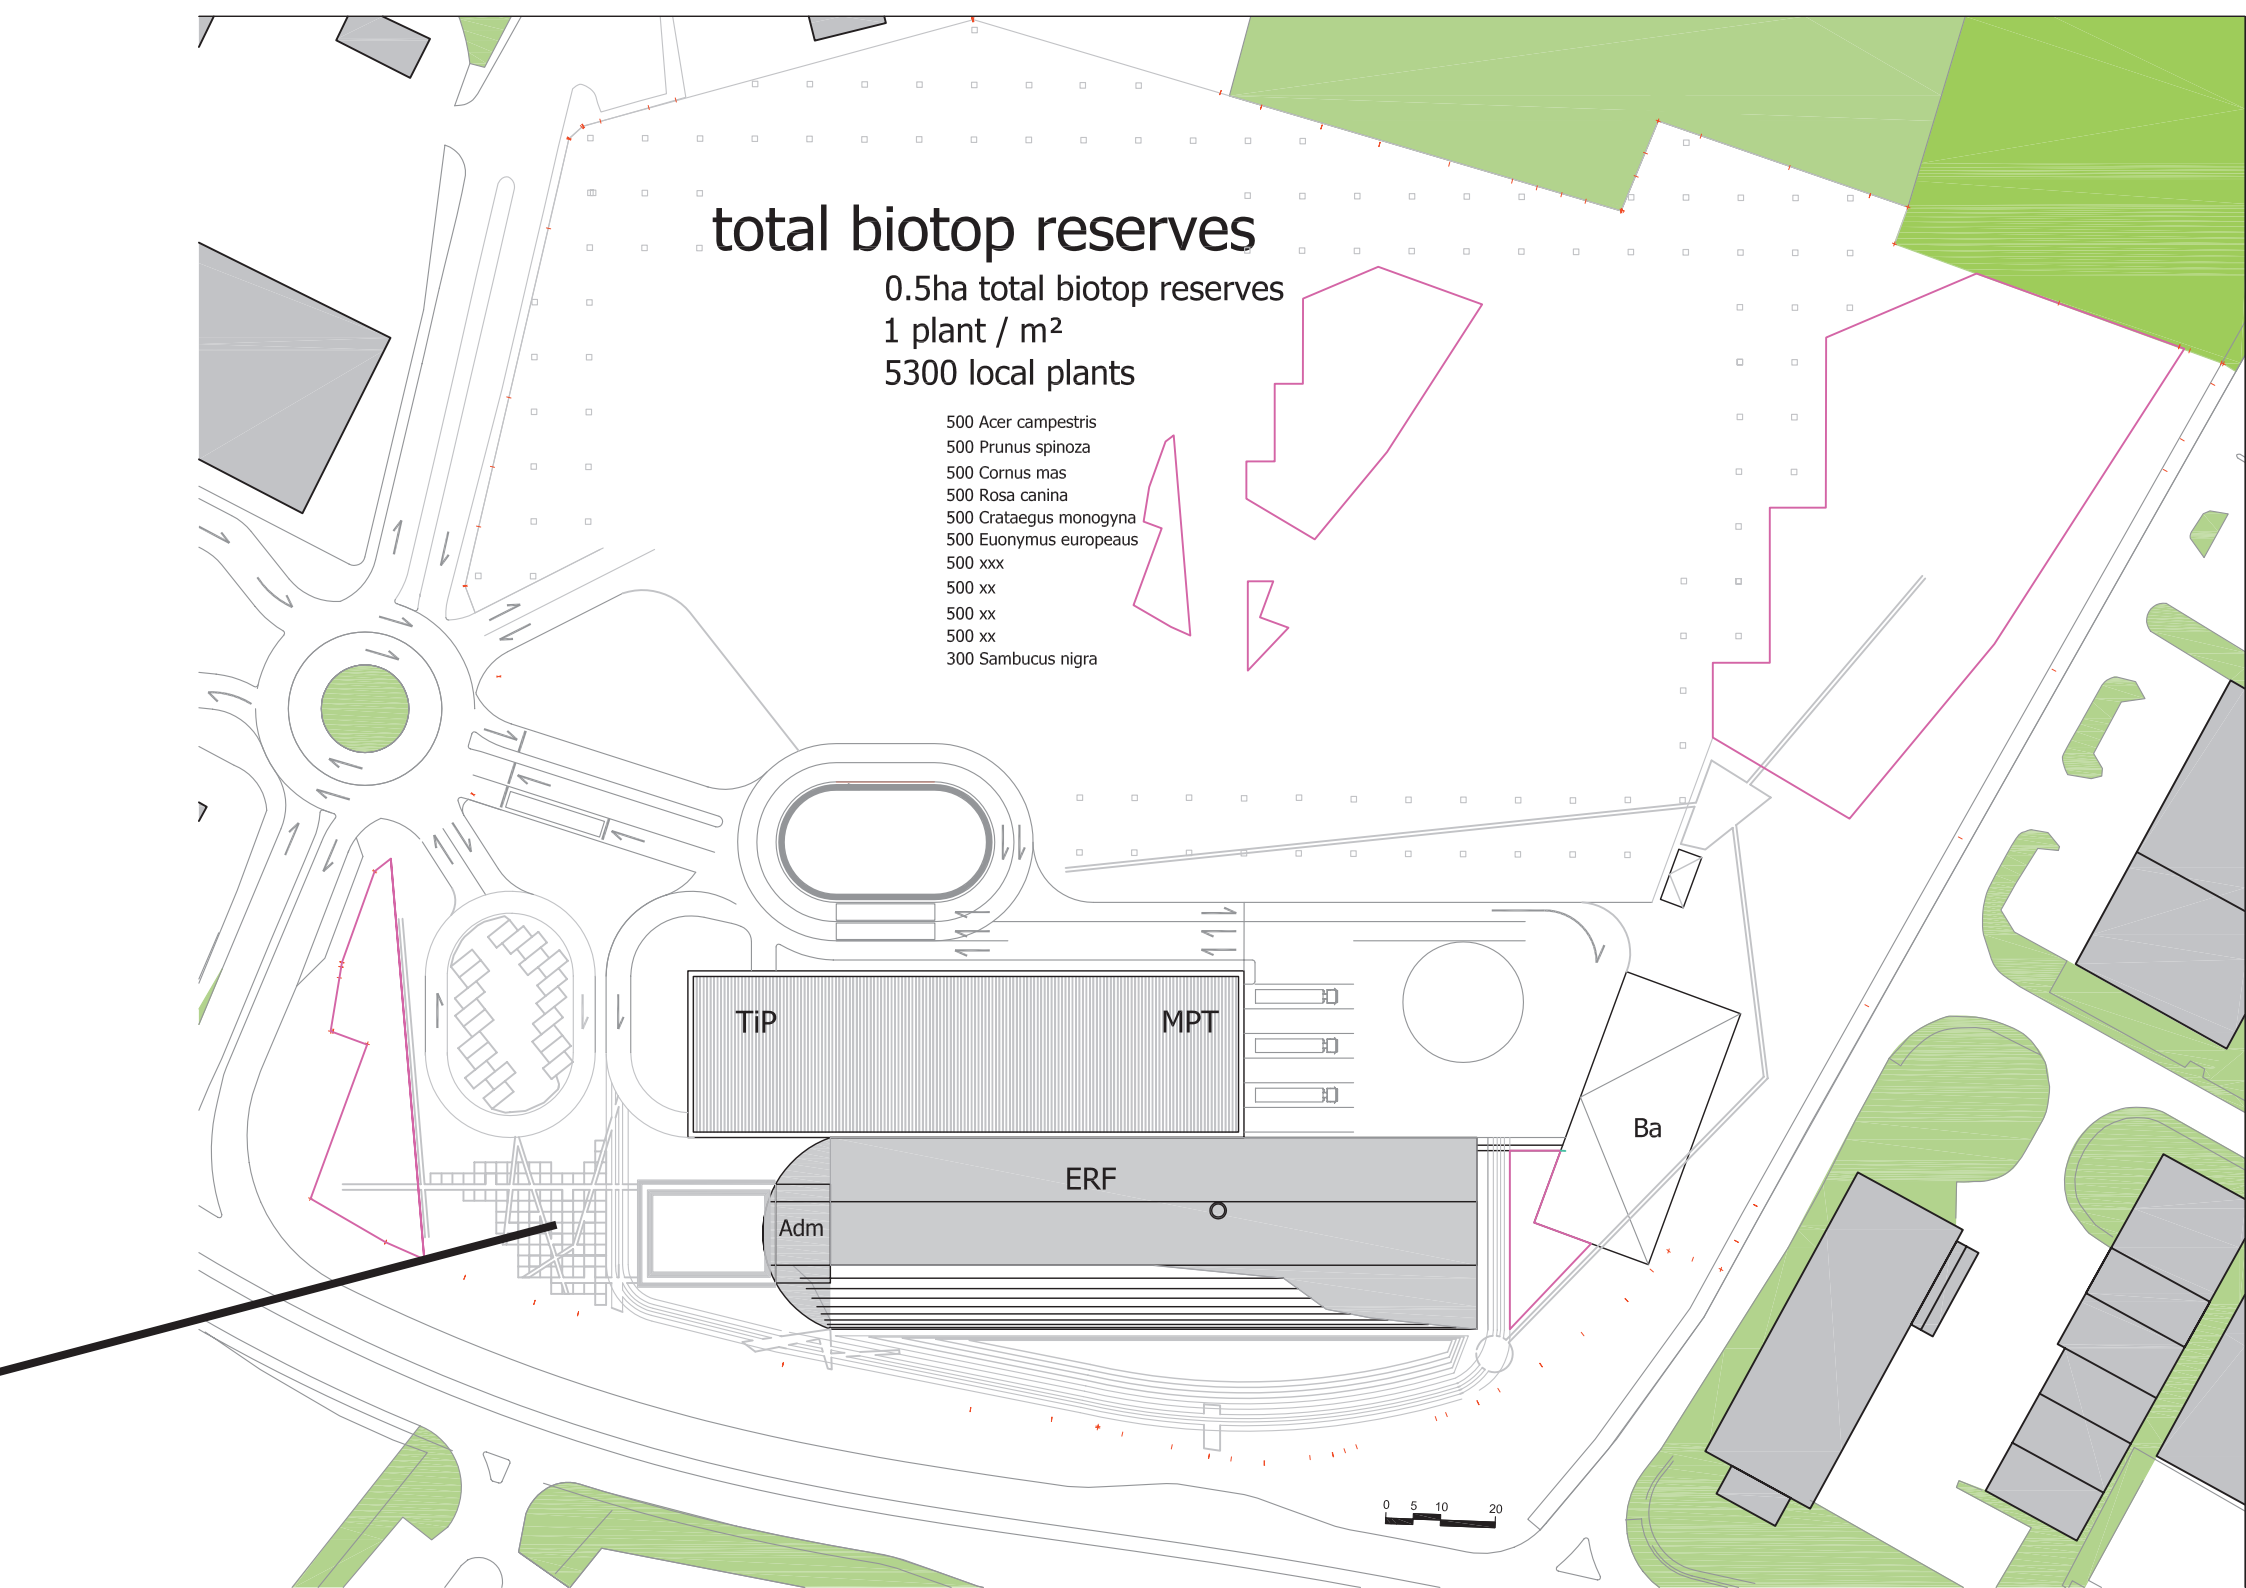 total biotop reserves
0.5ha total biotop reserves
1 plant / m²
5300 local plants
500 Acer campestris
500 Prunus spinoza
500 Cornus mas
500 Rosa canina
500 Crataegus monogyna
500 Euonymus europeaus
500 xxx
500 xx
500 xx
500 xx
300 Sambucus nigra
TiP
MPT
Ba
ERF
Adm
0 5 10 20